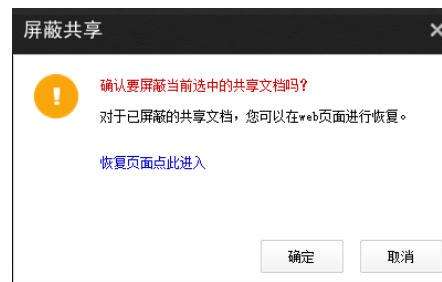 屏蔽共享
确认要屏蔽当前选中的共享文档吗？
对于已屏蔽的共享文档，您可以在web页面进行恢复。
恢复页面点此进入
确定
取消